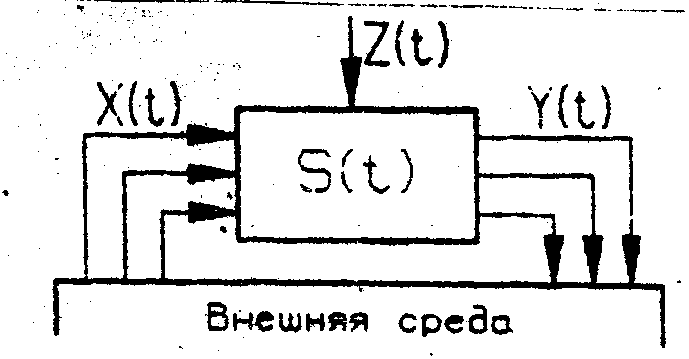 Z(t)
X(t)
Y(t)
S(t)
Внешняя среда